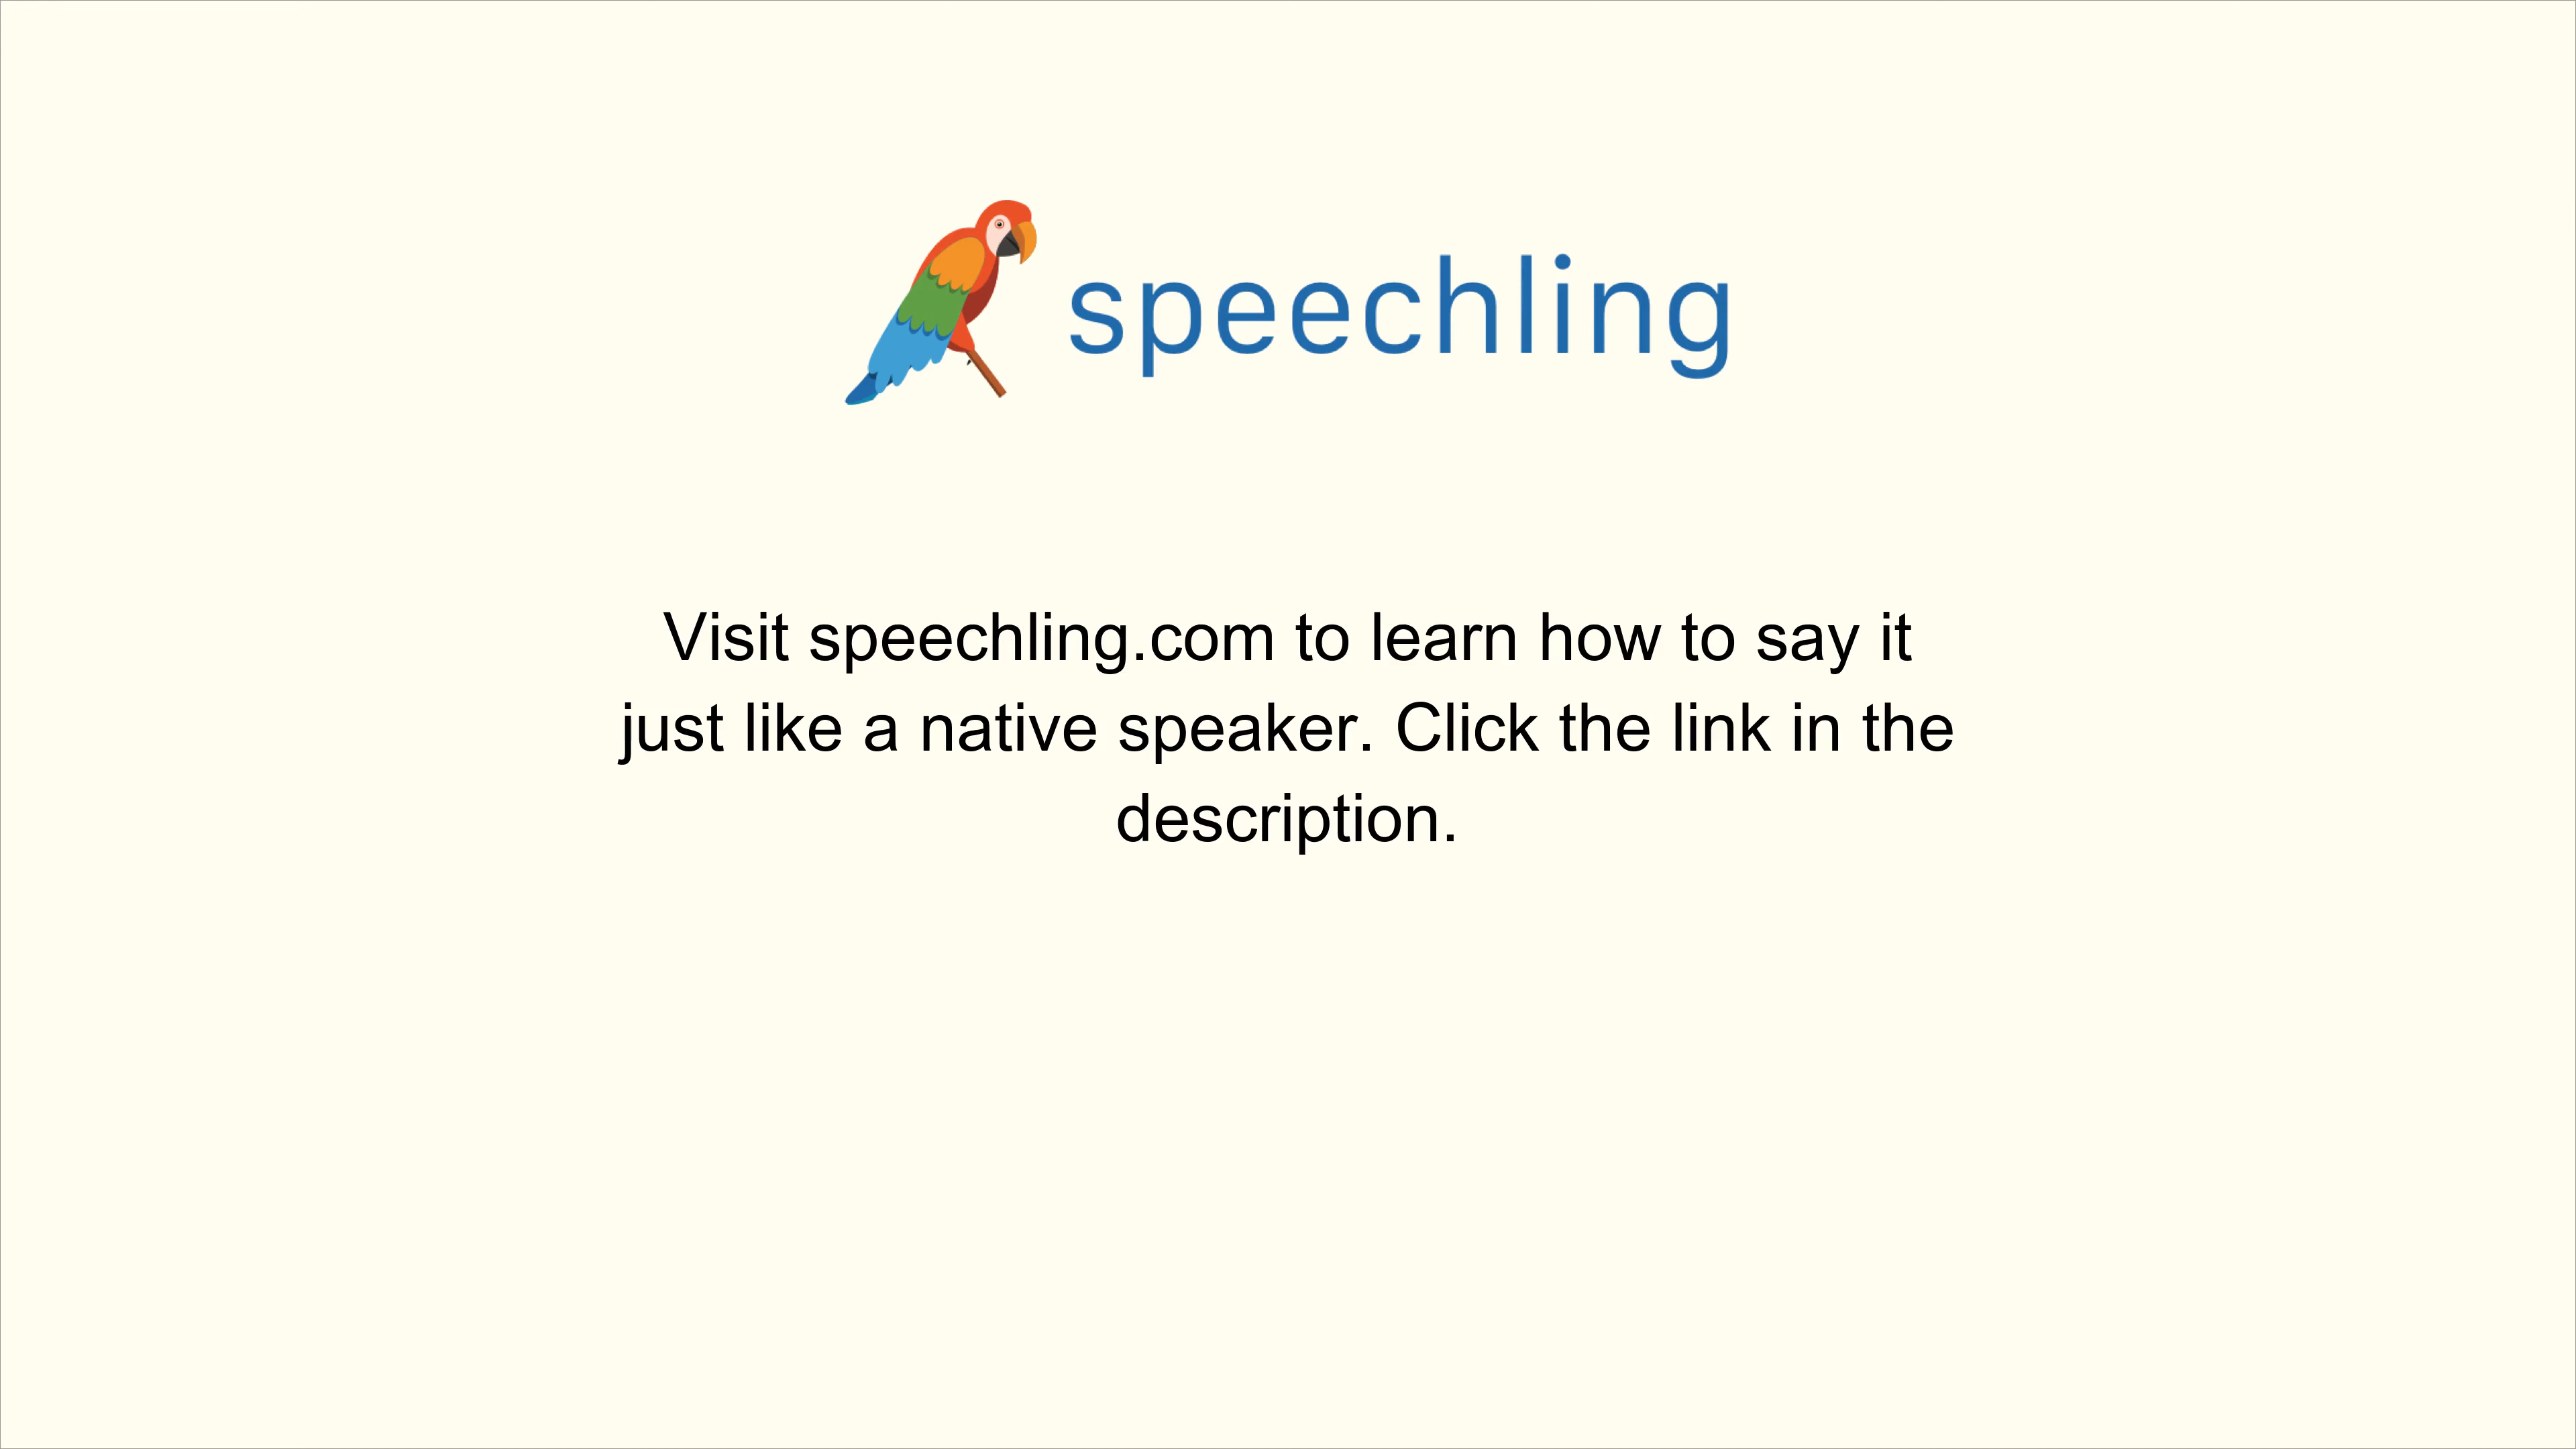 speechling
Visit speechling.com to learn how to say it
just like a native speaker. Click the link in the
description.